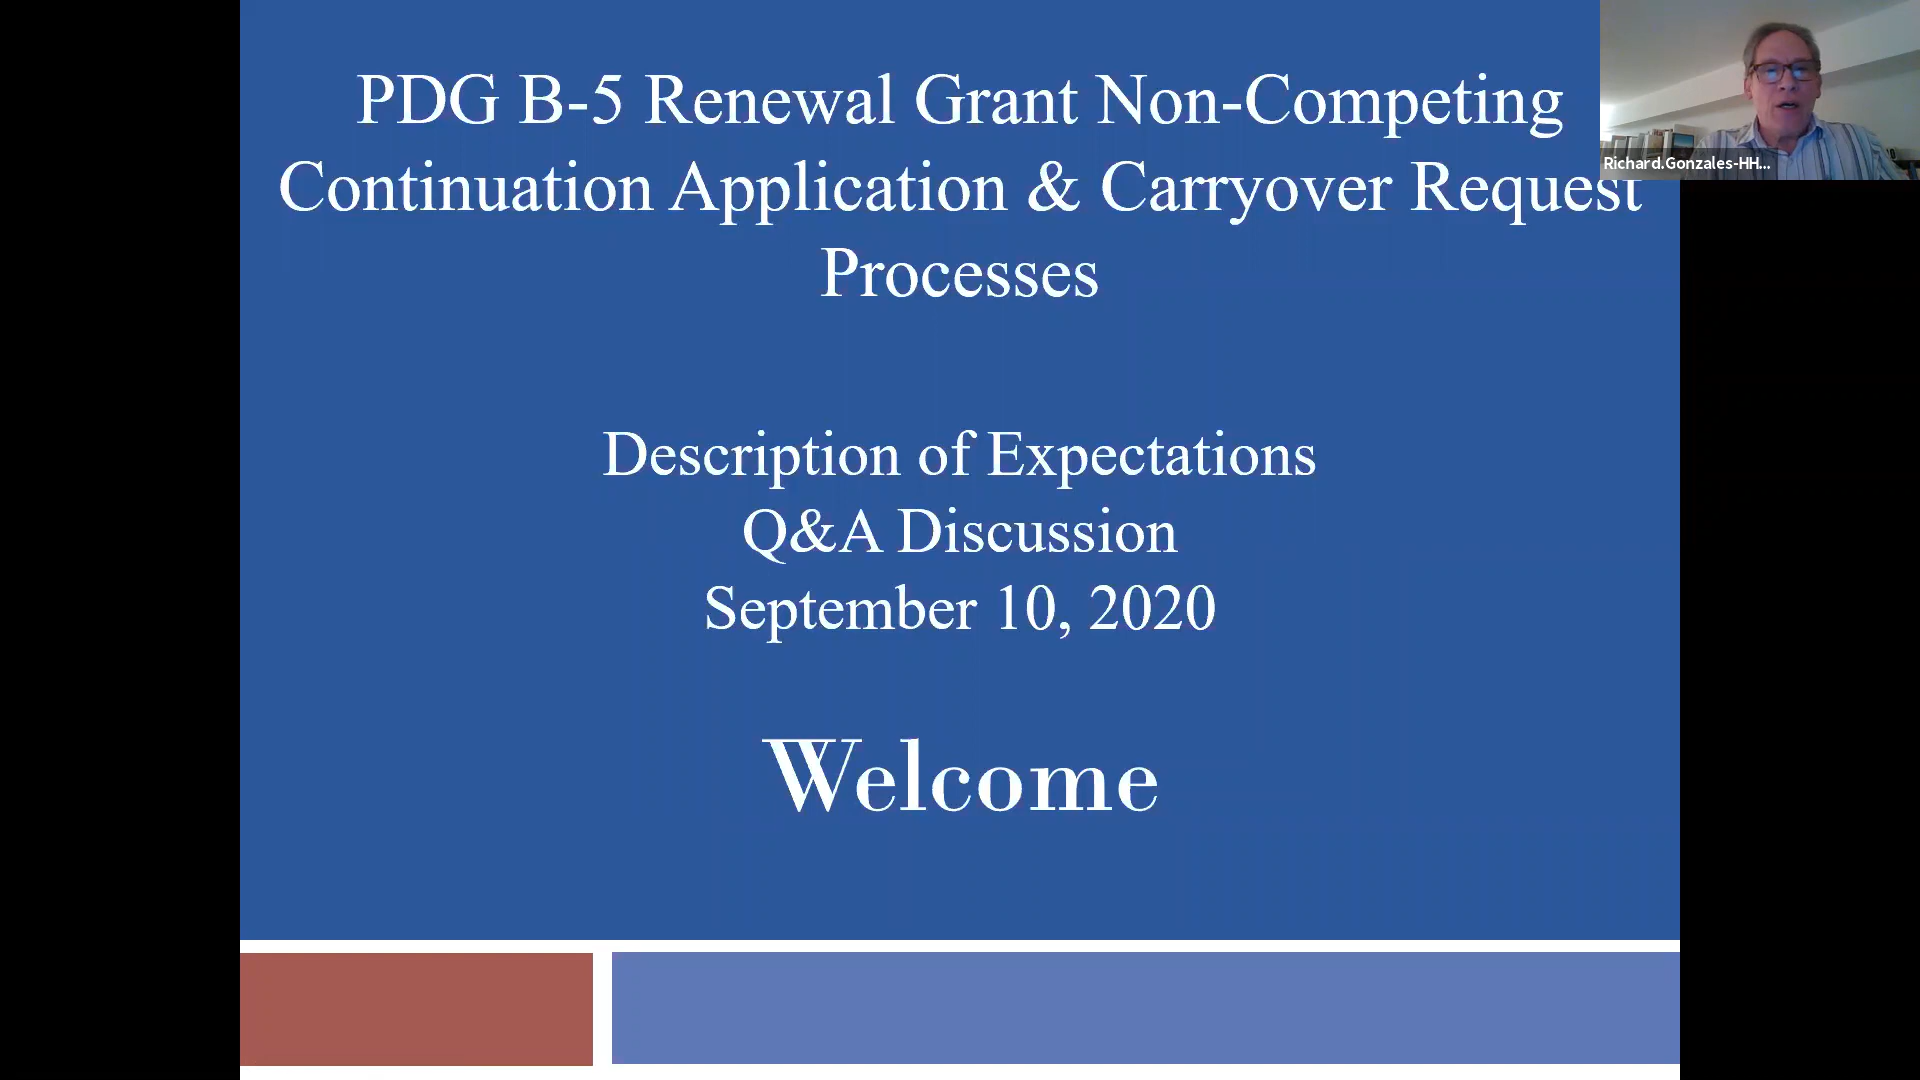 PDG B-5 Renewal Grant Non-Competing
Continuation Application & Carryover Request
Processes
Description of Expectations
Q&A Discussion
September 10, 2020
Welcome
Richard.Gonzales-HH...